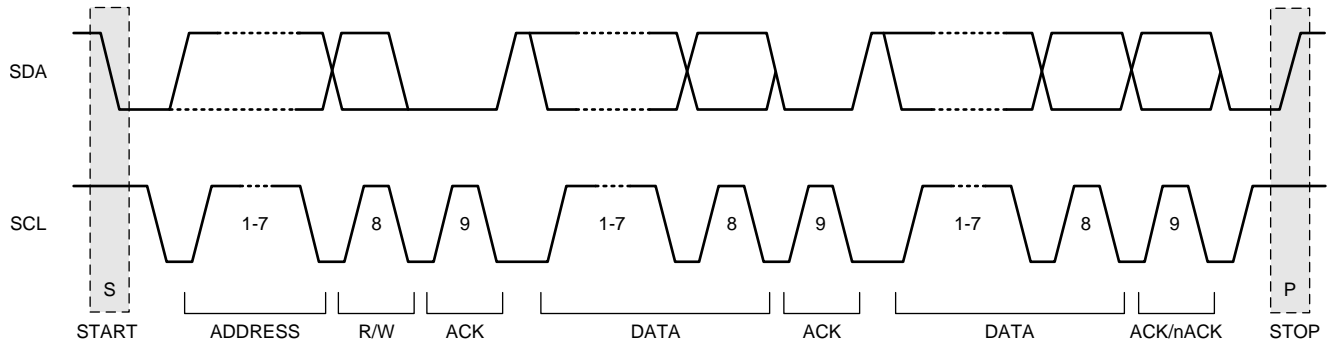 SDA
SCL
1-7
8
9
1-7
8
9
1-7
8
9
S
P
START
ADDRESS
R/W
ACK
DATA
ACK
DATA
ACK/nACK
STOP